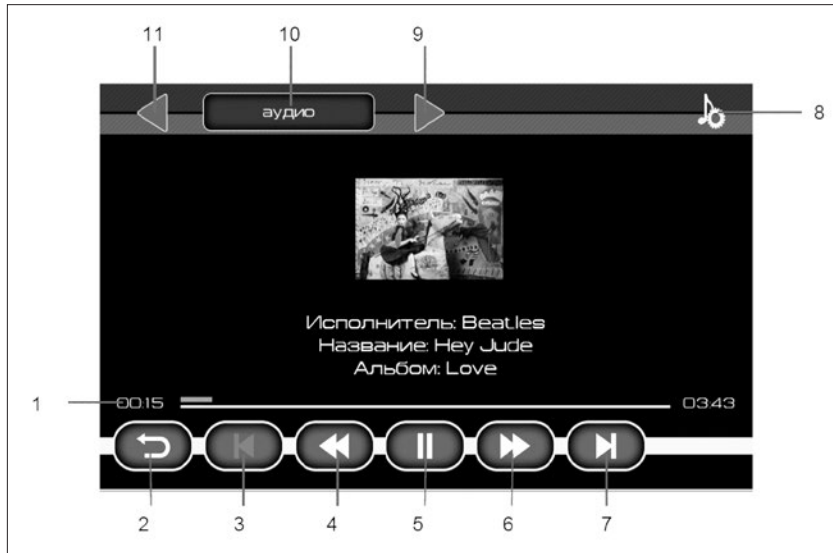 11 10 9
аудио
8
Исполнитель: Beatles
Название: Hey Jude
Альбом: Love
1 00:15 03:43
2 3 4 5 6 7